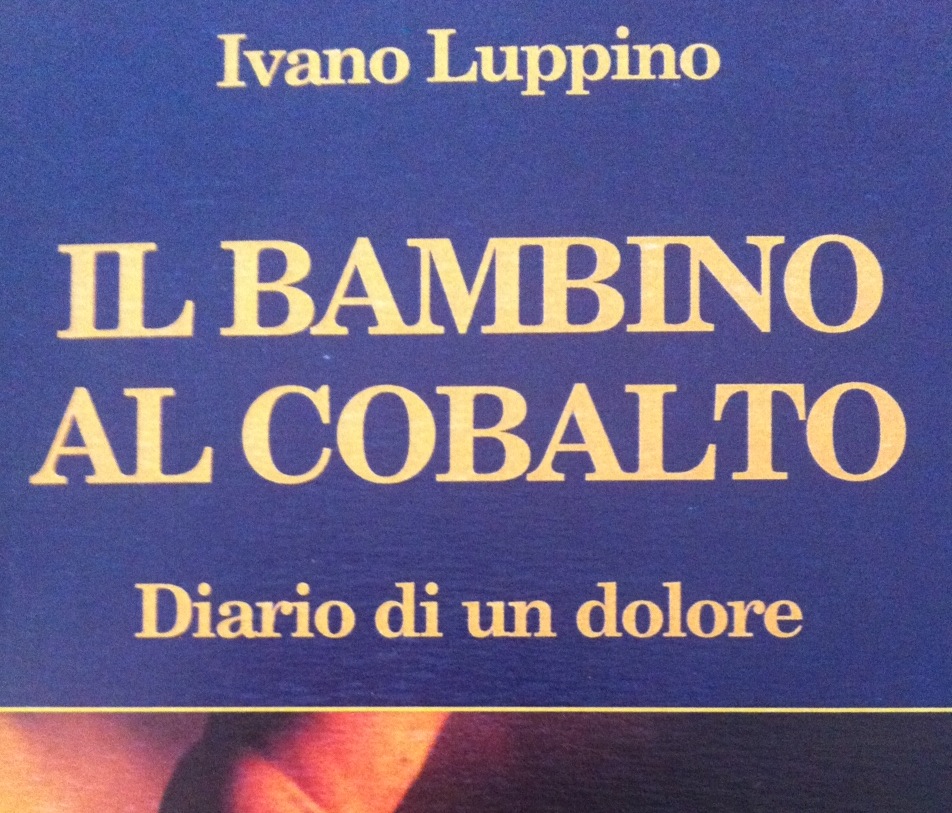 Ivano Luppino
IL BAMBINO
AL COBALTO
Diario di un dolore